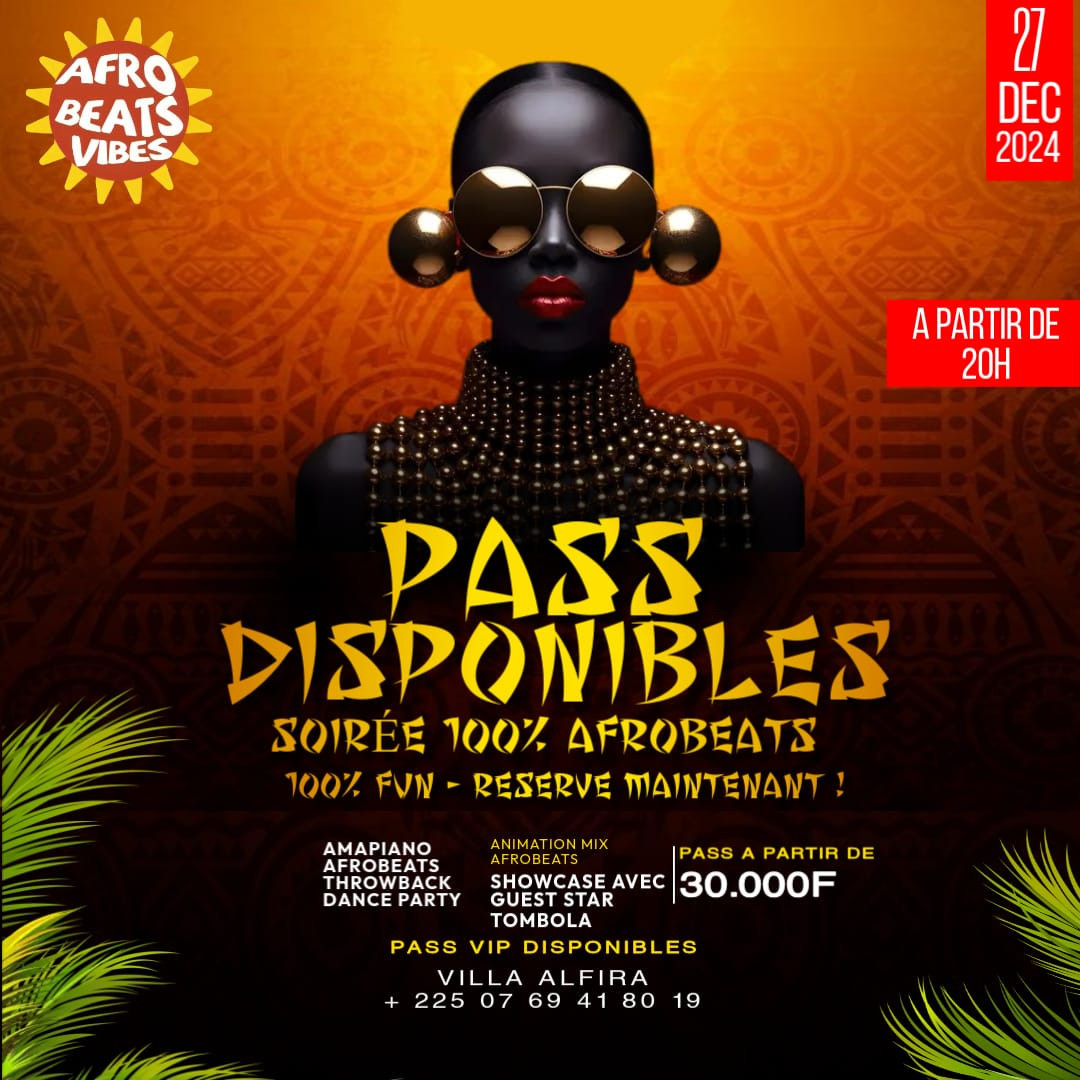 AFRO
BEATS
VIBES
27
DEC
2024
A PARTIR DE
20H
PASS
DISPONIBLES
SOIRÉE 100% AFROBEATS
100% FUN - RESERVE MAINTENANT !
AMAPIANO
AFROBEATS
THROWBACK
DANCE PARTY
ANIMATION MIX
AFROBEATS
SHOWCASE AVEC
GUEST STAR
TOMBOLA
PASS A PARTIR DE
30.000F
PASS VIP DISPONIBLES
VILLA ALFIRA
+ 225 07 69 41 80 19